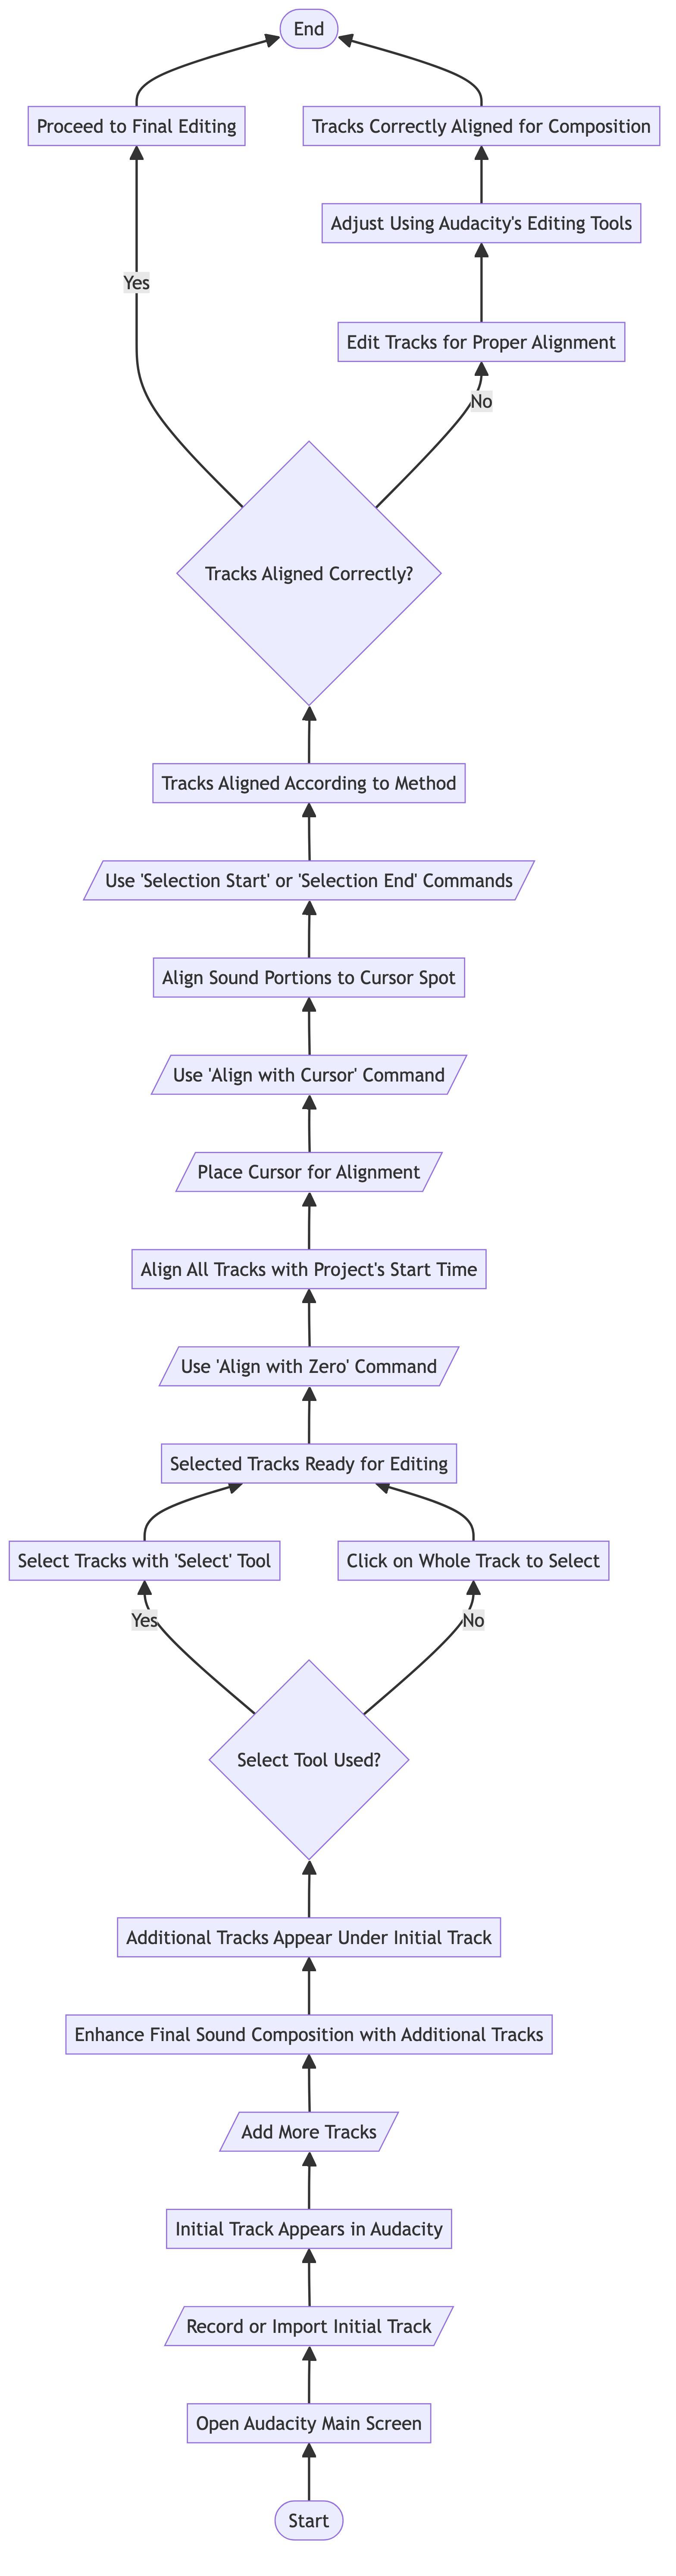 End
Proceed to Final Editing
Tracks Correctly Aligned for Composition
Adjust Using Audacity's Editing Tools
Yes
Edit Tracks for Proper Alignment
No
Tracks Aligned Correctly?
Tracks Aligned According to Method
Use 'Selection Start' or 'Selection End' Commands
Align Sound Portions to Cursor Spot
Use 'Align with Cursor' Command
Place Cursor for Alignment
Align All Tracks with Project's Start Time
Use 'Align with Zero' Command
Selected Tracks Ready for Editing
Select Tracks with 'Select' Tool
Click on Whole Track to Select
Yes
No
Select Tool Used?
Additional Tracks Appear Under Initial Track
Enhance Final Sound Composition with Additional Tracks
Add More Tracks
Initial Track Appears in Audacity
Record or Import Initial Track
Open Audacity Main Screen
Start